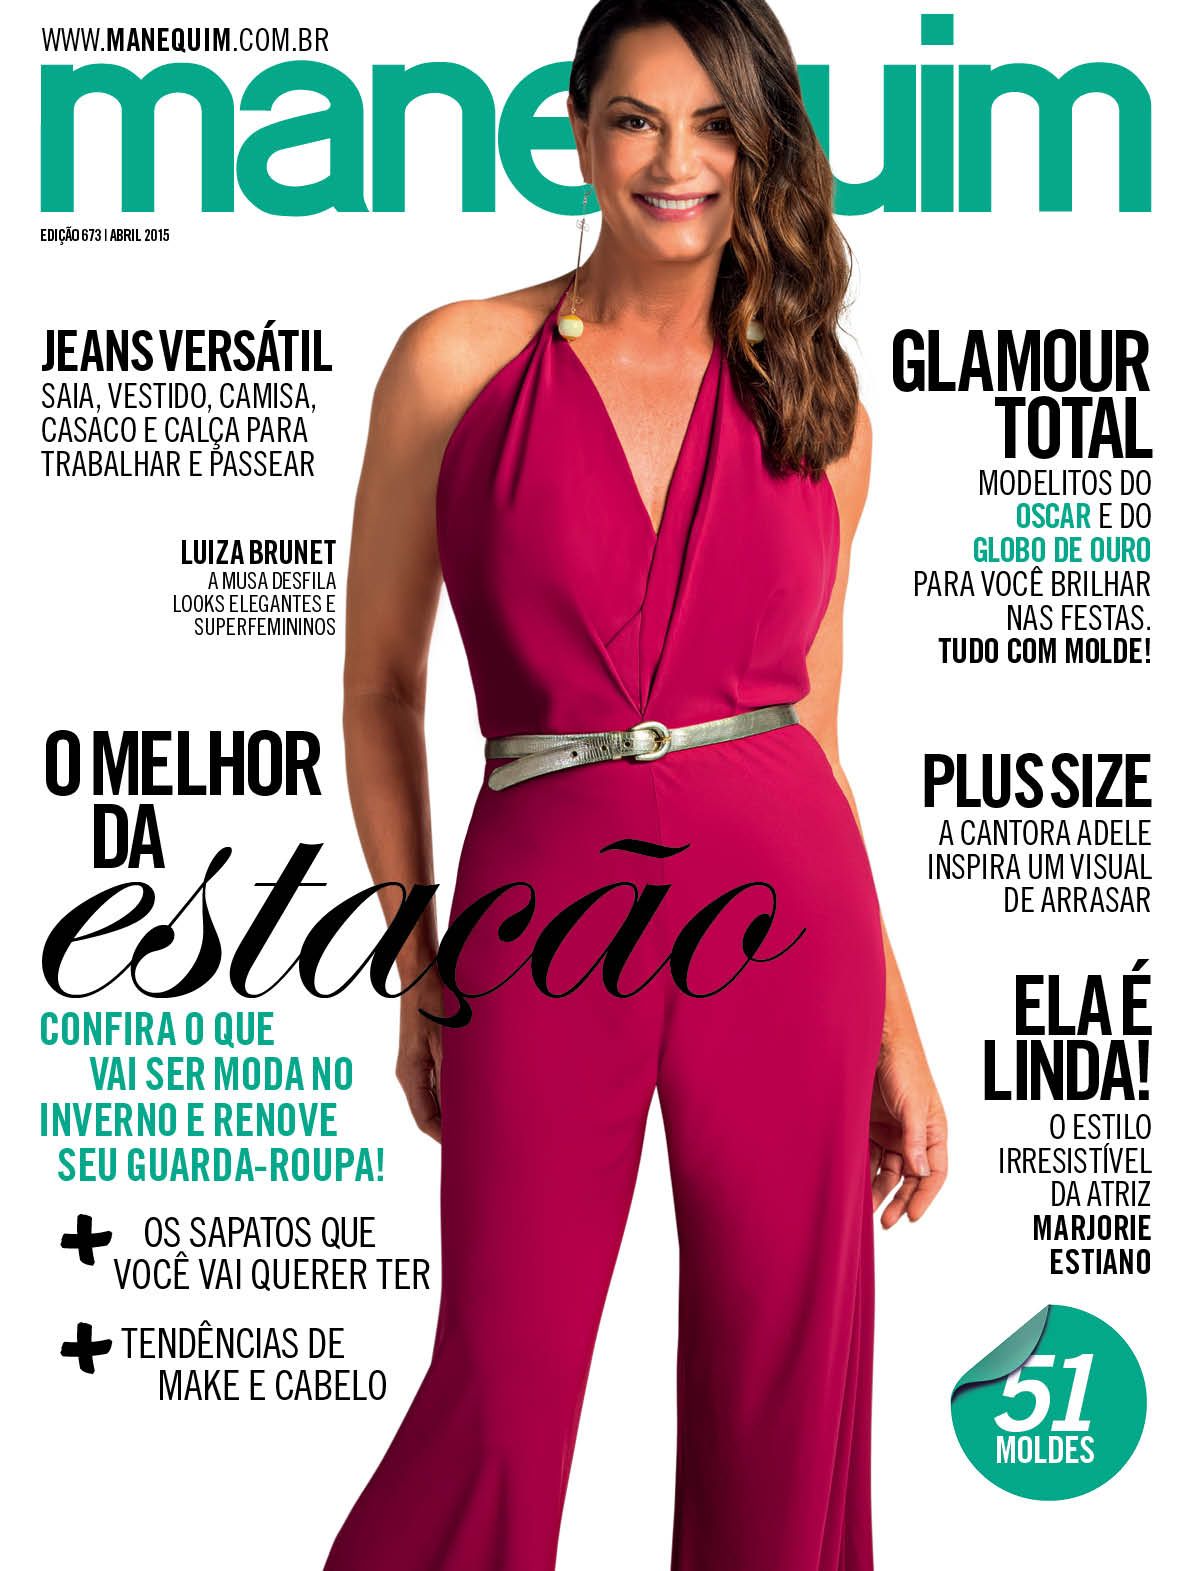 WWW.MANEQUIM.COM.BR
manequim
EDIÇÃO 673 | ABRIL 2015
JEANS VERSÁTIL
SAIA, VESTIDO, CAMISA,
CASACO E CALÇA PARA
TRABALHAR E PASSEAR
LUIZA BRUNET
A MUSA DESFILA
LOOKS ELEGANTES E
SUPERFEMININOS
O MELHOR
DA
estação
CONFIRA O QUE
VAI SER MODA NO
INVERNO E RENOVE
SEU GUARDA-ROUPA!
+ OS SAPATOS QUE
VOCÊ VAI QUERER TER
+ TENDÊNCIAS DE
MAKE E CABELO
GLAMOUR
TOTAL
MODELITOS DO
OSCAR E DO
GLOBO DE OURO
PARA VOCÊ BRILHAR
NAS FESTAS.
TUDO COM MOLDE!
PLUS SIZE
A CANTORA ADELE
INSPIRA UM VISUAL
DE ARRASAR
ELA É
LINDA!
O ESTILO
IRRESISTÍVEL
DA ATRIZ
MARJORIE
ESTIANO
51
MOLDES